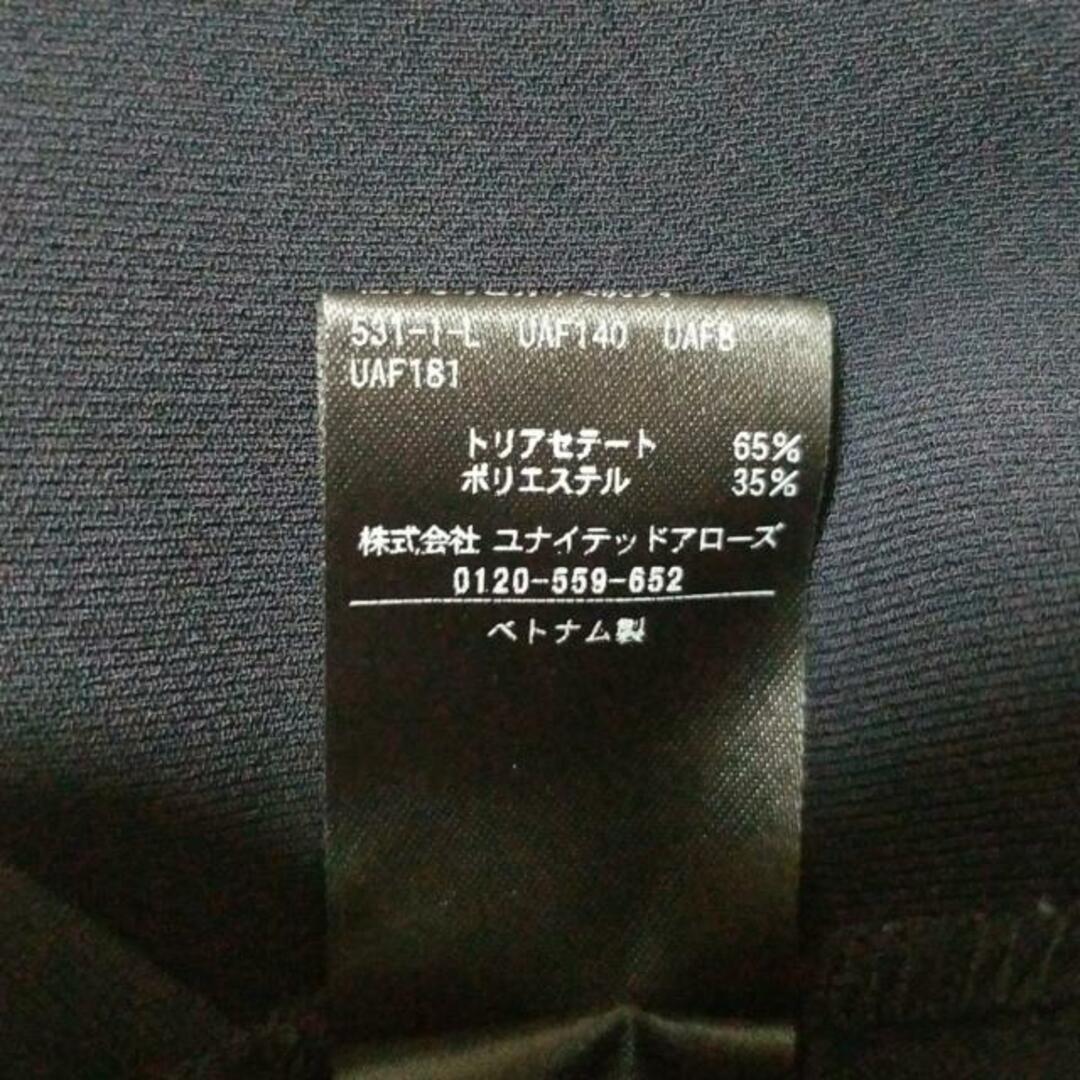 531-1-L UAF140 UAF8
UAF181
トリアセテート 65%
ポリエステル 35%
株式会社 ユナイテッドアローズ
0120-559-652
ベトナム製